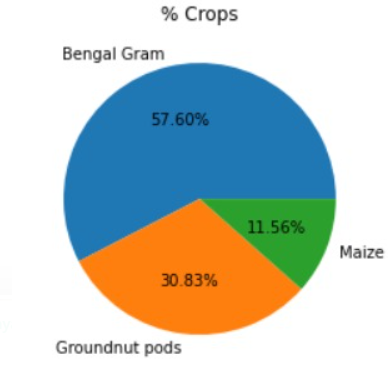 % Crops
Bengal Gram
57.60%
11.56%
Maize
30.83%
Groundnut pods